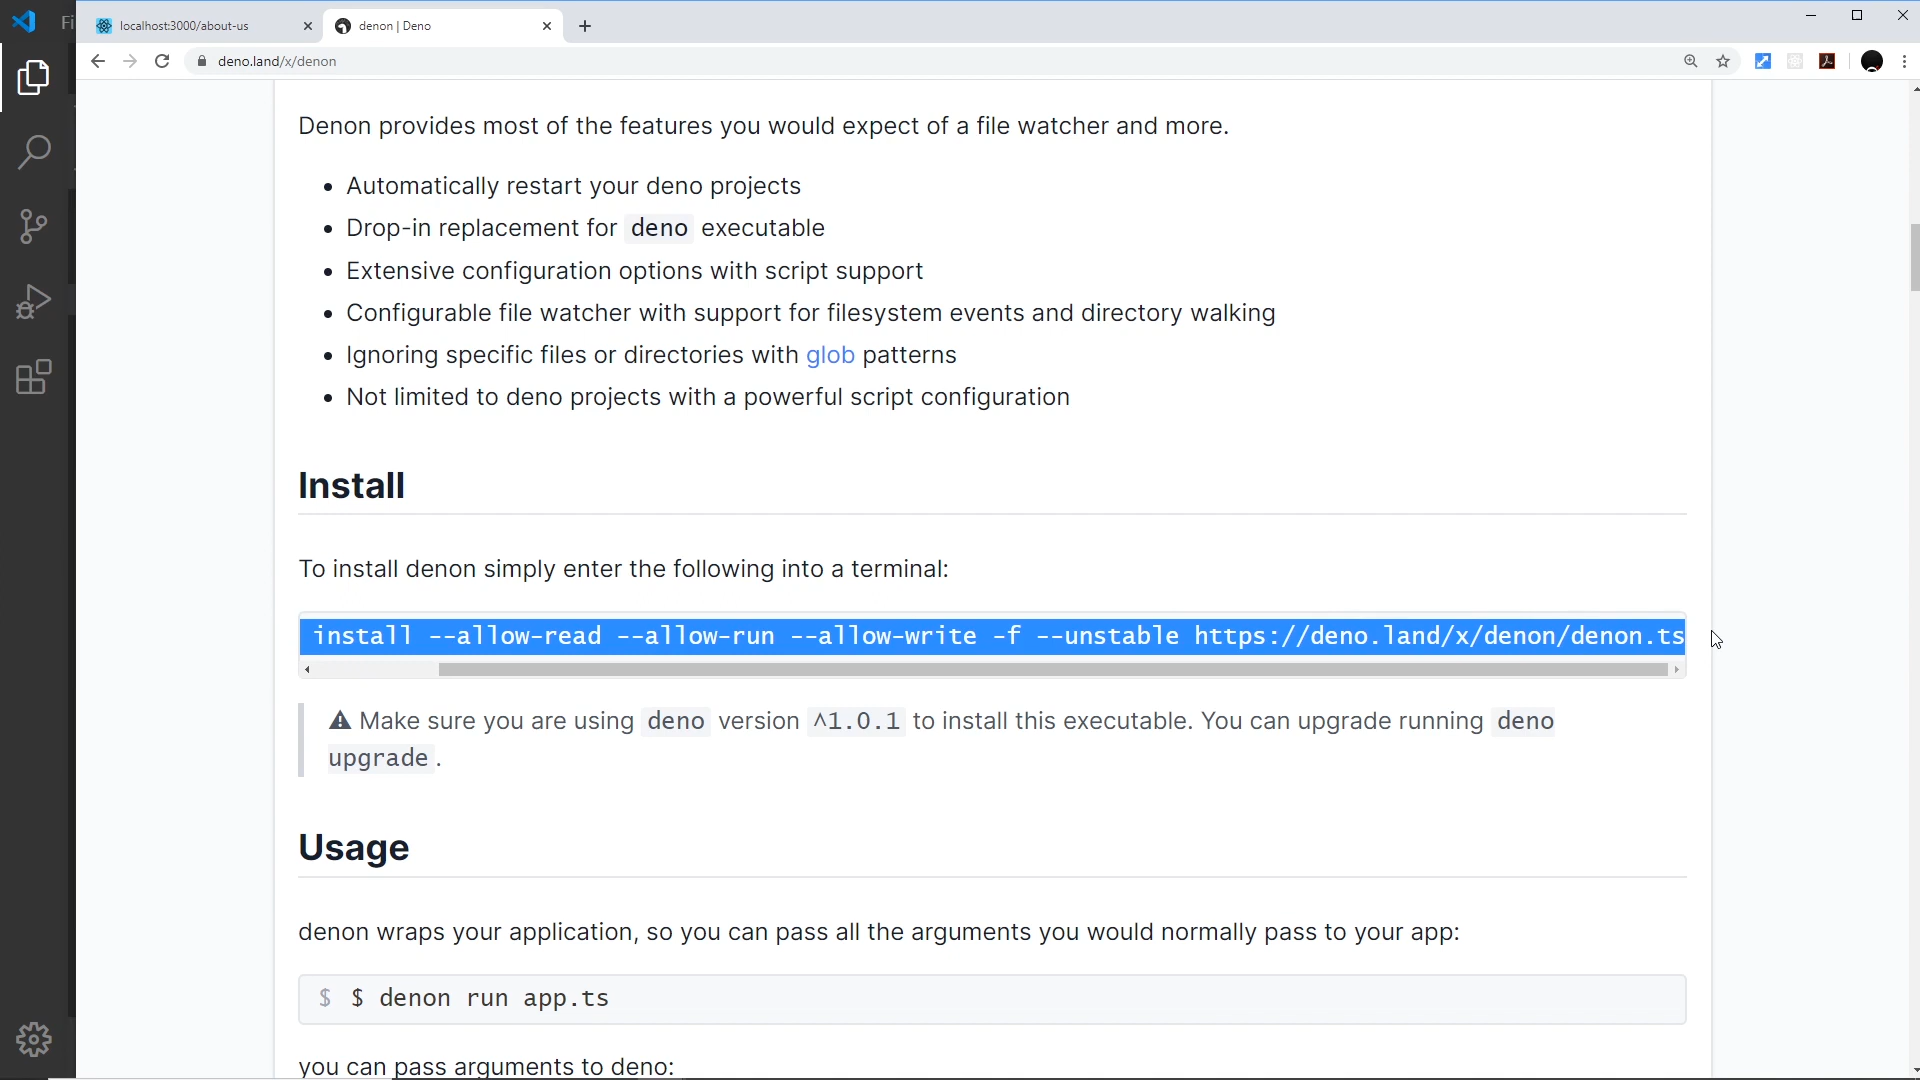 Fi
localhost:3000/about-us
denon | Deno
deno.land/x/denon
Denon provides most of the features you would expect of a file watcher and more.
• Automatically restart your deno projects
• Drop-in replacement for deno executable
• Extensive configuration options with script support
• Configurable file watcher with support for filesystem events and directory walking
• Ignoring specific files or directories with glob patterns
• Not limited to deno projects with a powerful script configuration
Install
To install denon simply enter the following into a terminal:
install --allow-read --allow-run --allow-write -f --unstable https://deno.land/x/denon/denon.ts
⚠ Make sure you are using deno version ^1.0.1 to install this executable. You can upgrade running deno
upgrade.
Usage
denon wraps your application, so you can pass all the arguments you would normally pass to your app:
$ $ denon run app.ts
you can pass arguments to deno: